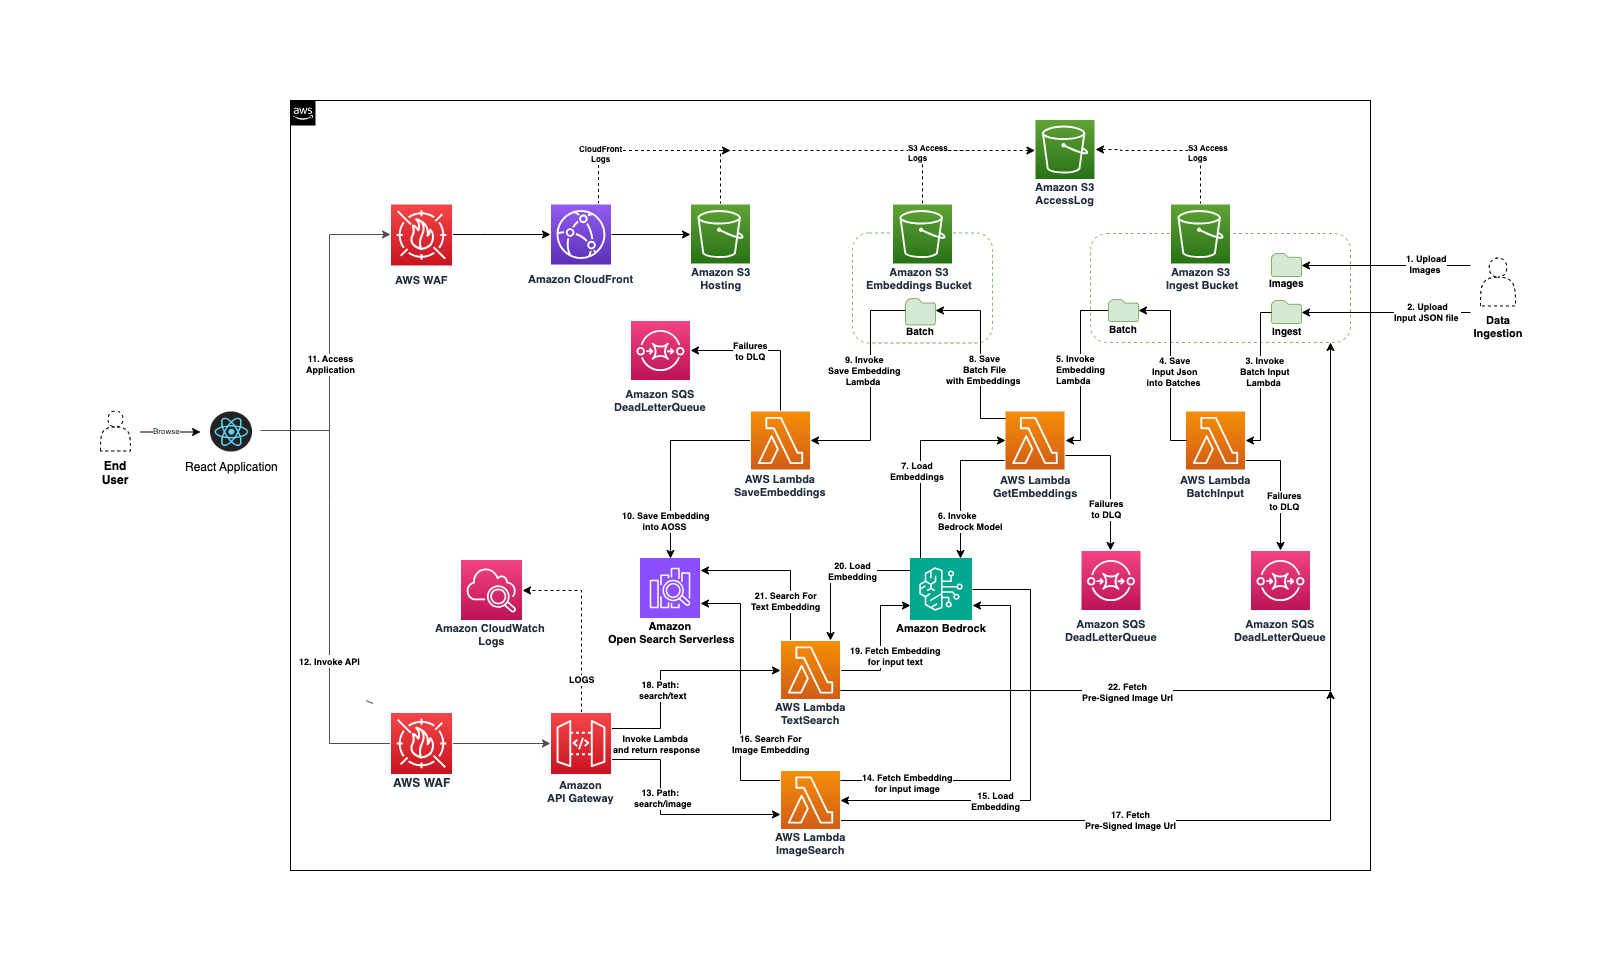 aws
CloudFront
Logs
S3 Access
Logs
S3 Access
Logs
Amazon S3
AccessLog
AWS WAF
Amazon CloudFront
Amazon S3
Hosting
Amazon S3
Embeddings Bucket
Batch
Amazon S3
Ingest Bucket
Images
Batch
Ingest
1. Upload
Images
2. Upload
Input JSON file
Data
Ingestion
Failures
to DLQ
Amazon SQS
DeadLetterQueue
9. Invoke
Save Embedding
Lambda
8. Save
Batch File
with Embeddings
5. Invoke
Embedding
Lambda
4. Save
Input Json
into Batches
3. Invoke
Batch Input
Lambda
11. Access
Application
End
User
Browse
React Application
AWS Lambda
SaveEmbeddings
7. Load
Embeddings
AWS Lambda
GetEmbeddings
AWS Lambda
BatchInput
10. Save Embedding
into AOSS
6. Invoke
Bedrock Model
Failures
to DLQ
Failures
to DLQ
Amazon CloudWatch
Logs
Amazon
Open Search Serverless
20. Load
Embedding
21. Search For
Text Embedding
Amazon Bedrock
Amazon SQS
DeadLetterQueue
Amazon SQS
DeadLetterQueue
12. Invoke API
LOGS
18. Path:
search/text
19. Fetch Embedding
for input text
AWS Lambda
TextSearch
22. Fetch
Pre-Signed Image Url
AWS WAF
Amazon
API Gateway
Invoke Lambda
and return response
16. Search For
Image Embedding
13. Path:
search/image
14. Fetch Embedding
for input image
15. Load
Embedding
17. Fetch
Pre-Signed Image Url
AWS Lambda
ImageSearch